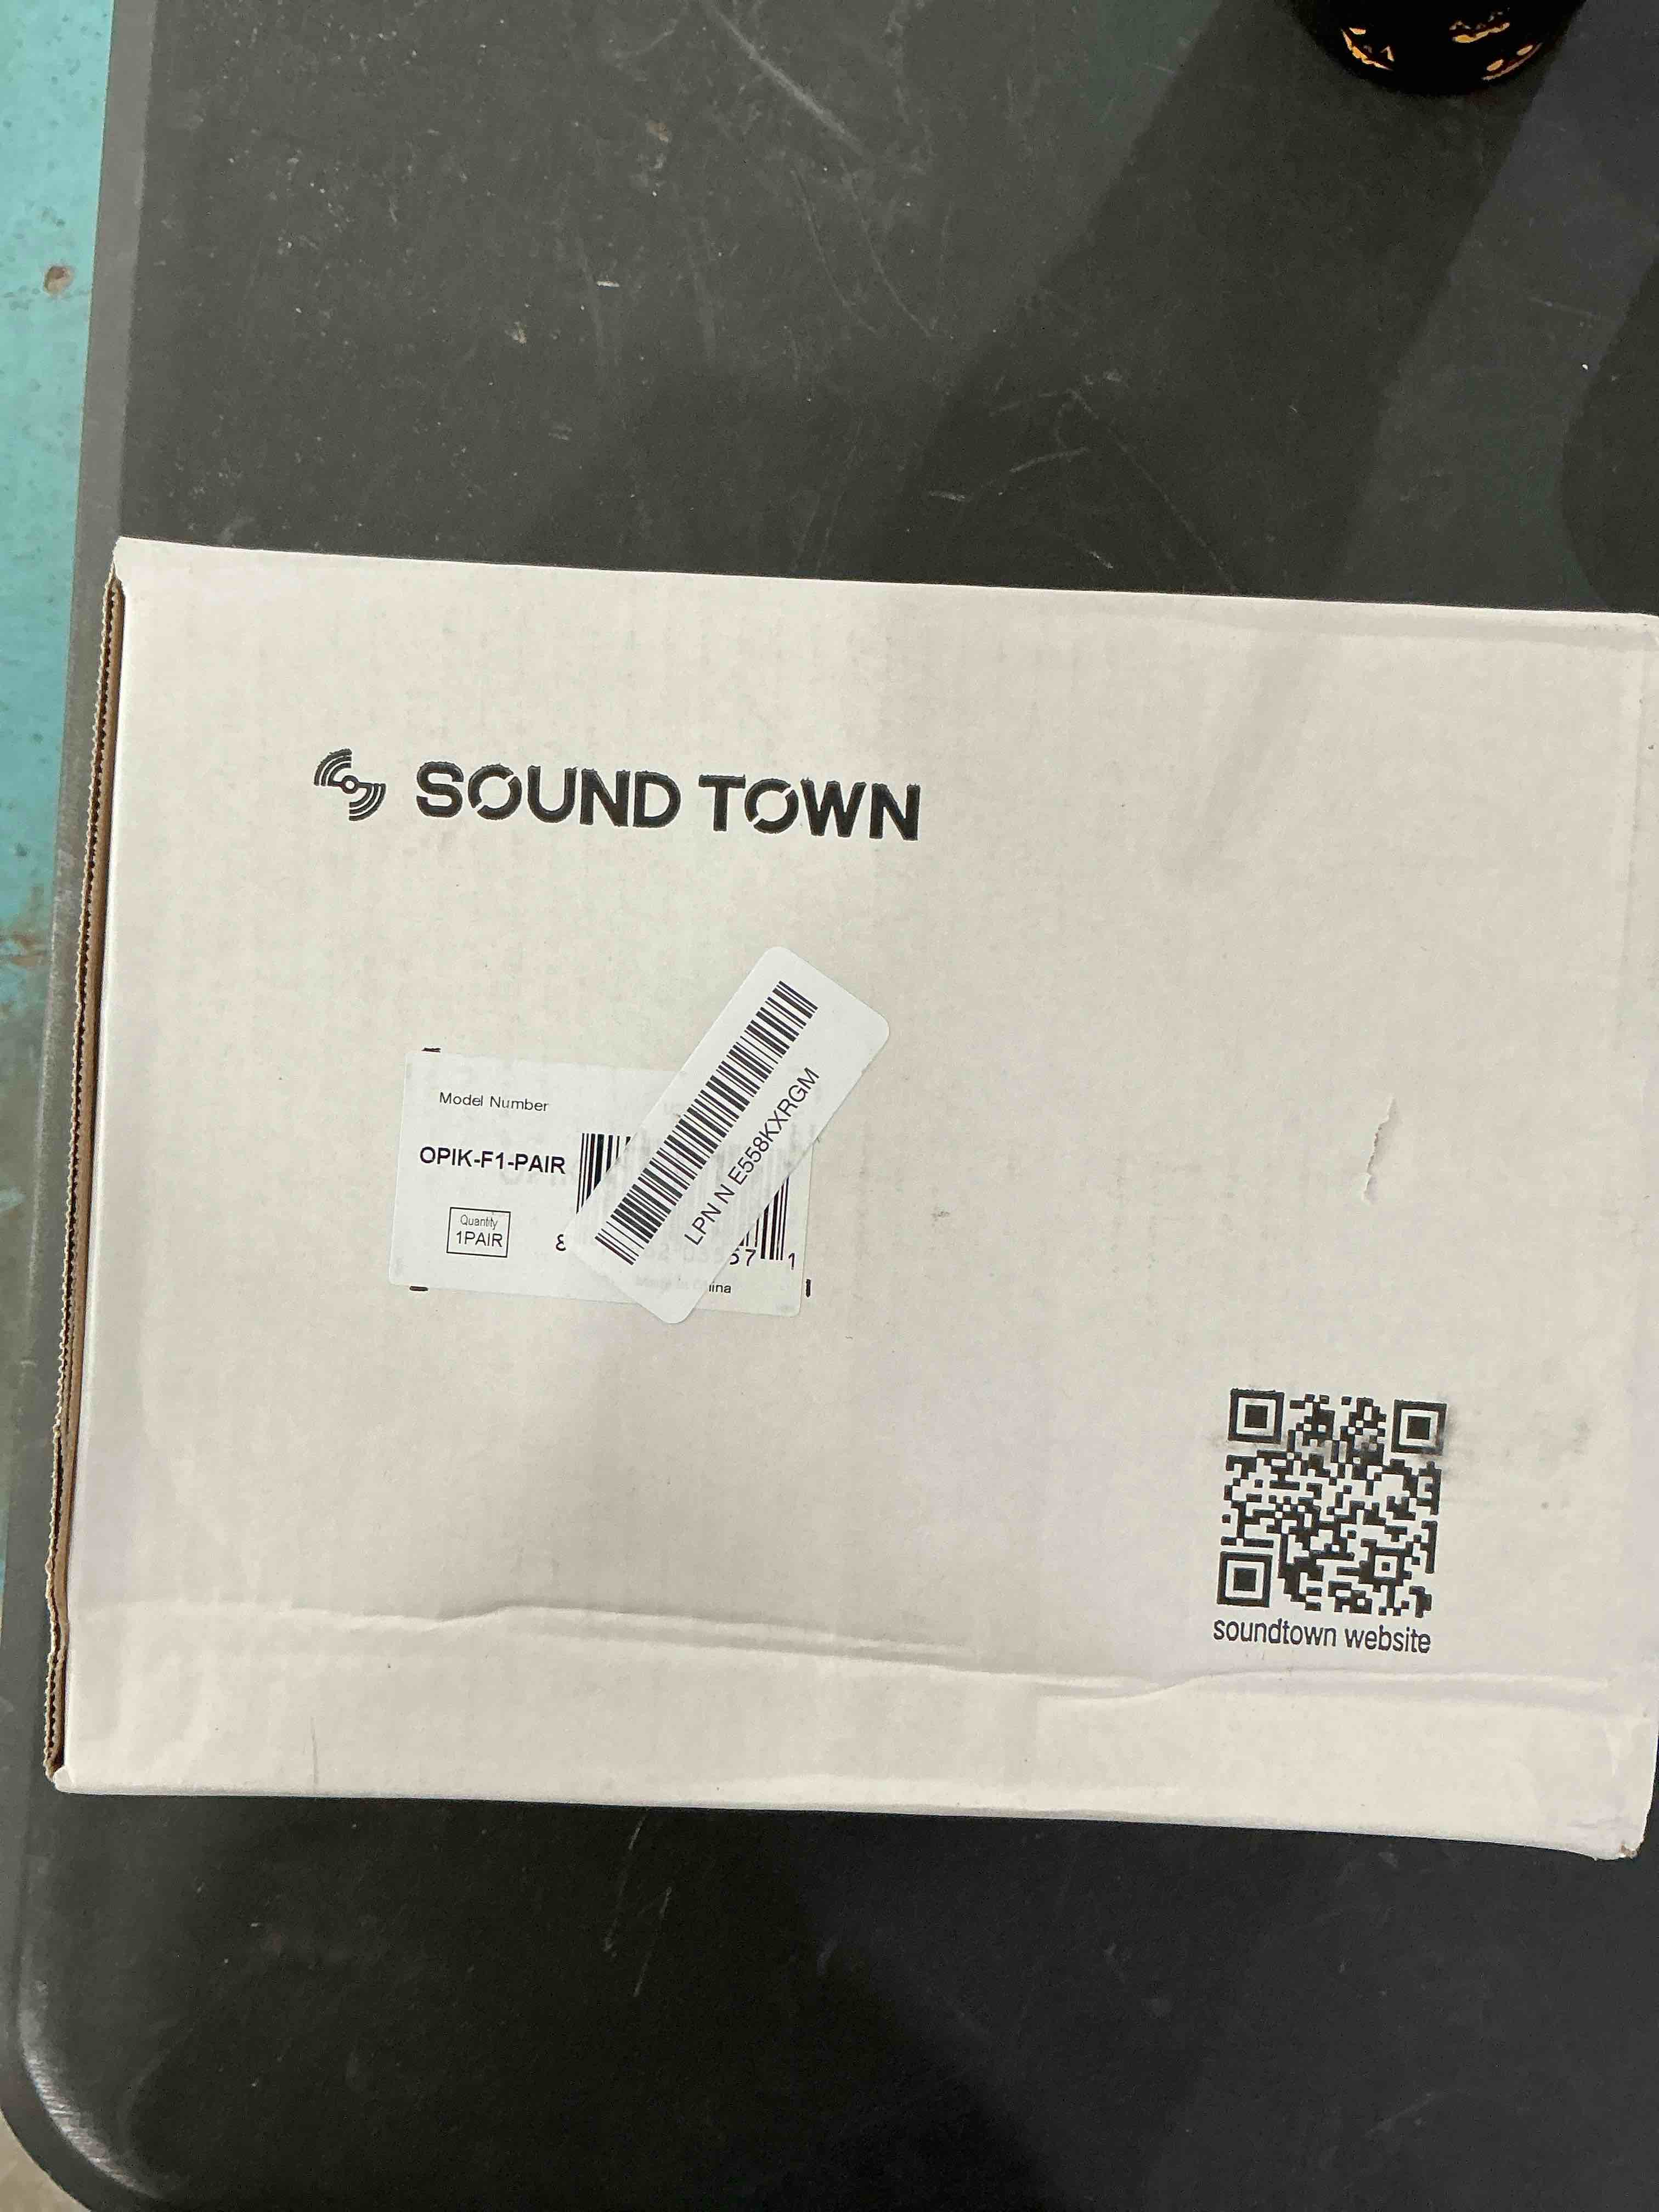 SOUND TOWN
Model Number
OPIK-F1-PAIR
Quantity
1PAIR
LPN N E558KXRGM
soundtown website